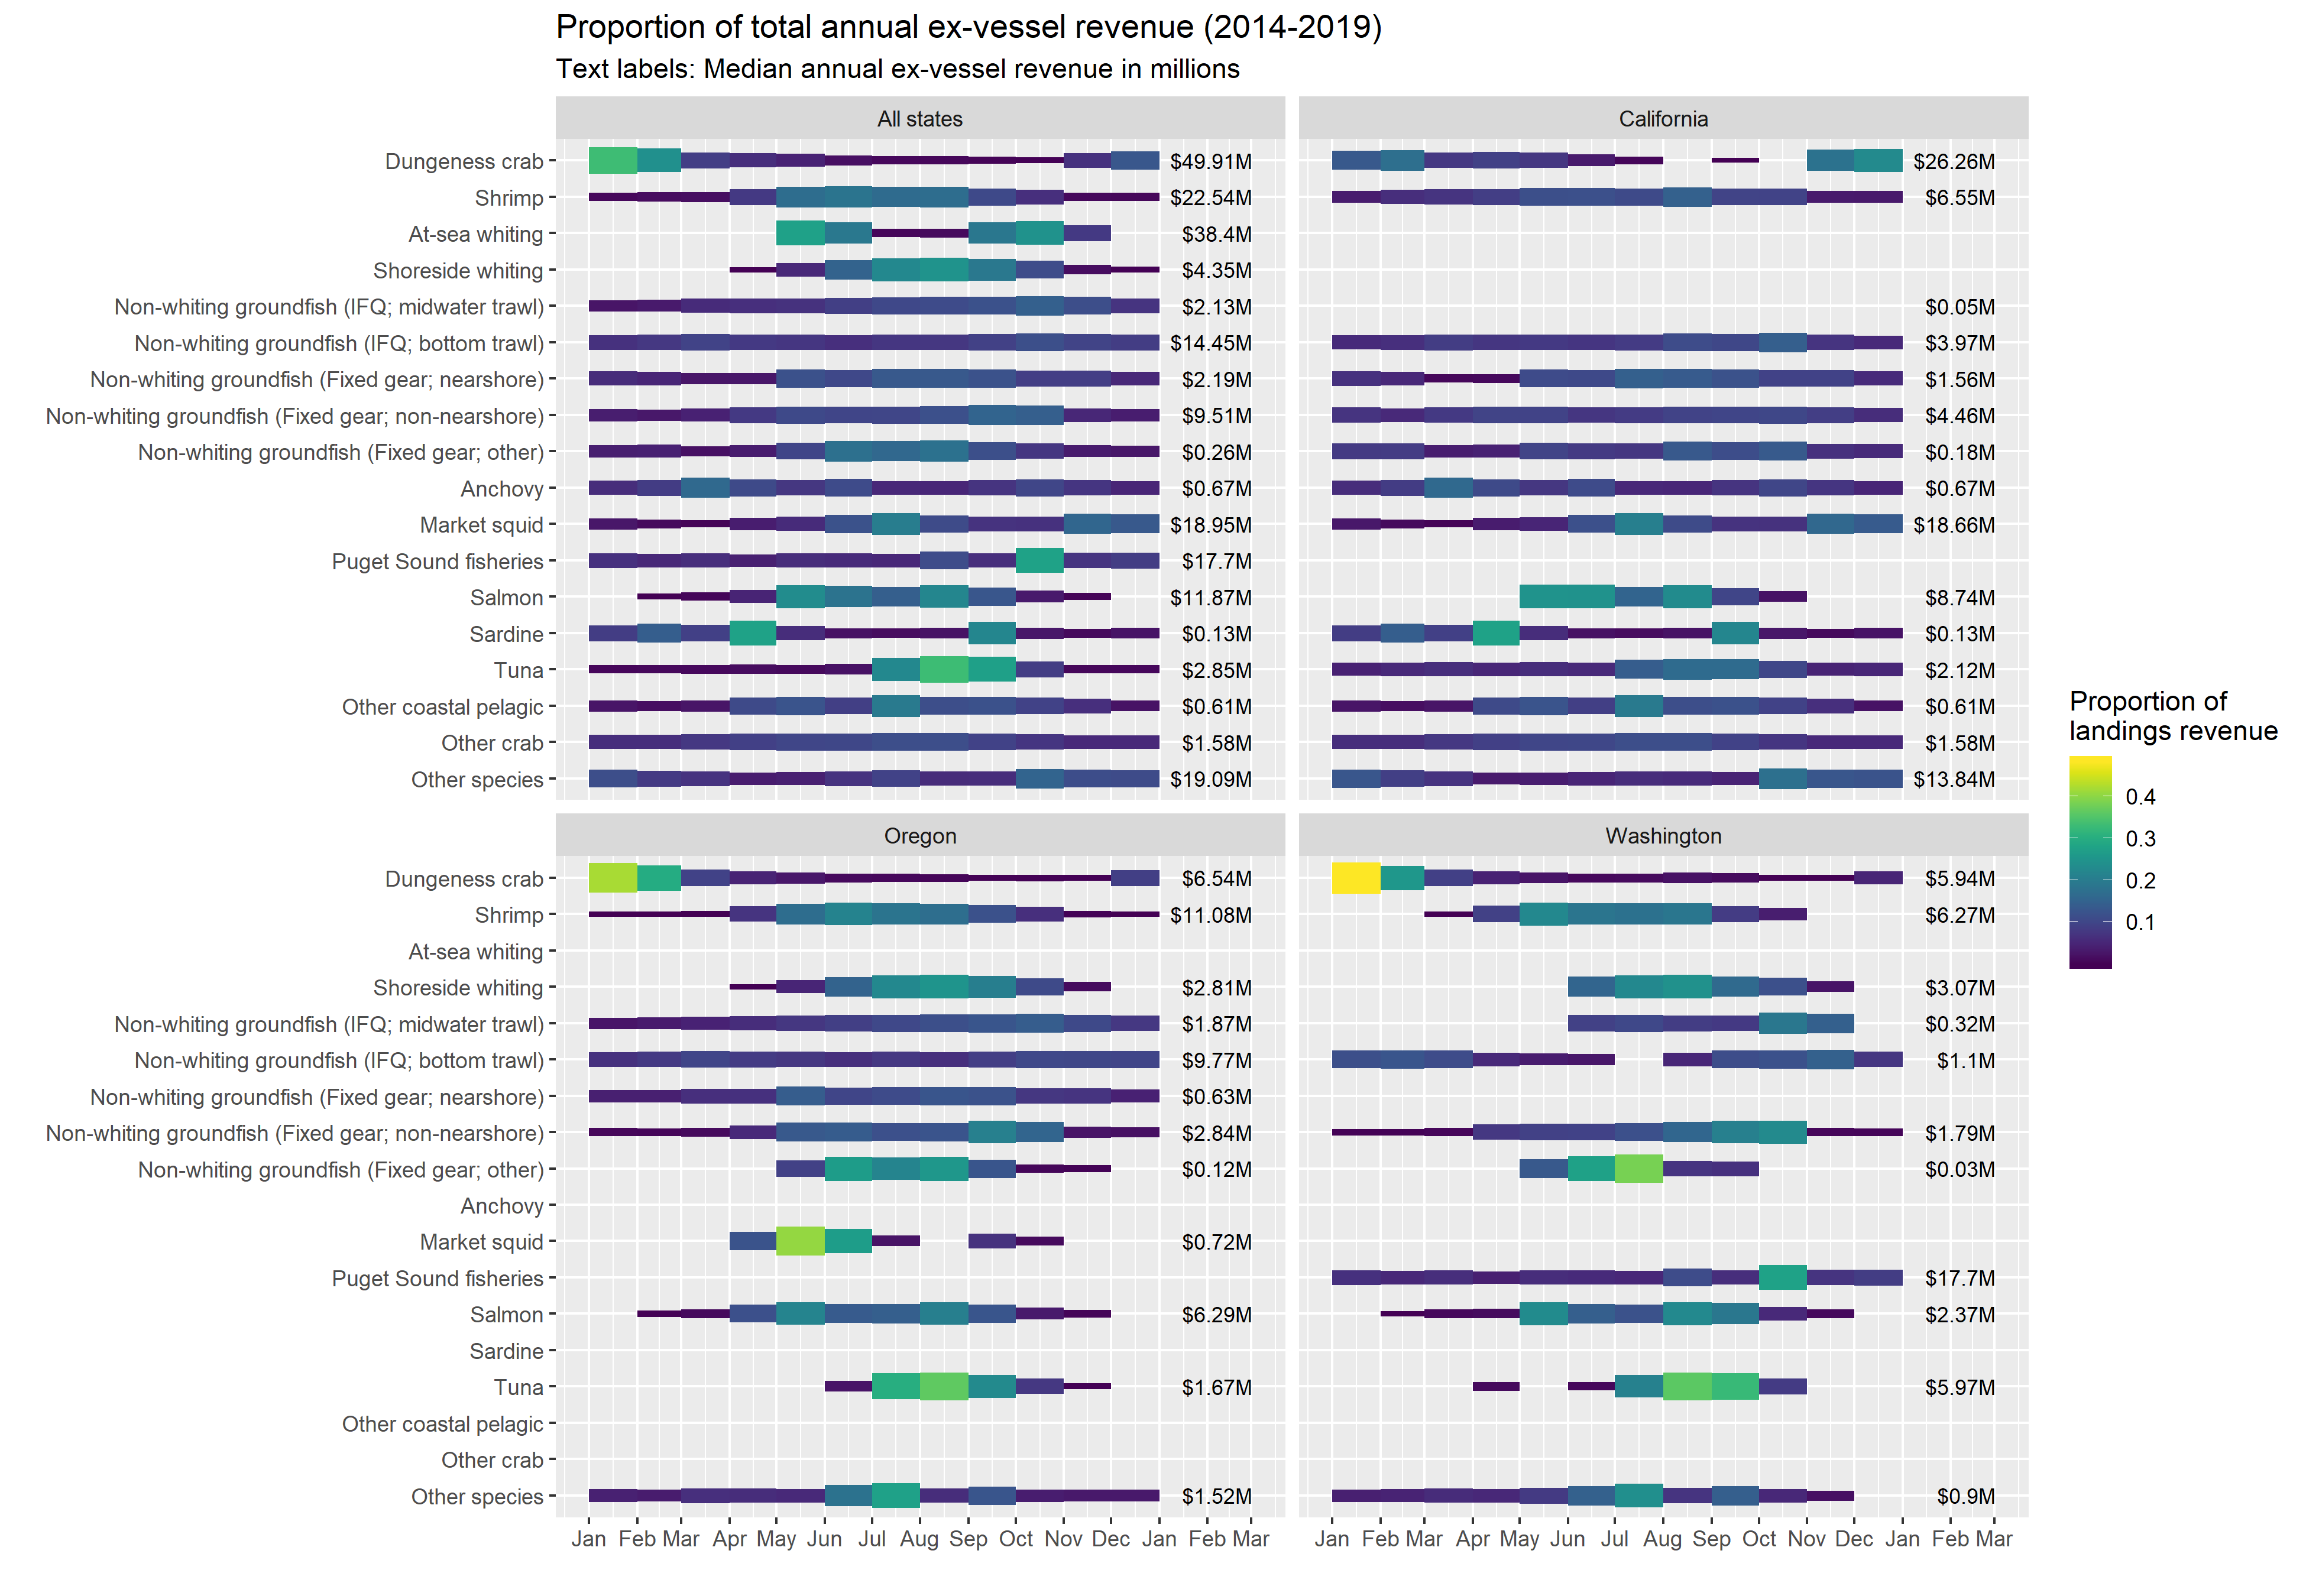 Proportion of total annual ex-vessel revenue (2014-2019)
Text labels: Median annual ex-vessel revenue in millions
All states
California
Dungeness crab $49.91M $26.26M
Shrimp $22.54M $6.55M
At-sea whiting $38.4M
Shoreside whiting $4.35M
Non-whiting groundfish (IFQ; midwater trawl) $2.13M $0.05M
Non-whiting groundfish (IFQ; bottom trawl) $14.45M $3.97M
Non-whiting groundfish (Fixed gear; nearshore) $2.19M $1.56M
Non-whiting groundfish (Fixed gear; non-nearshore) $9.51M $4.46M
Non-whiting groundfish (Fixed gear; other) $0.26M $0.18M
Anchovy $0.67M $0.67M
Market squid $18.95M $18.66M
Puget Sound fisheries $17.7M
Salmon $11.87M $8.74M
Sardine $0.13M $0.13M
Tuna $2.85M $2.12M
Other coastal pelagic $0.61M $0.61M
Other crab $1.58M $1.58M
Other species $19.09M $13.84M
Oregon
Washington
Dungeness crab $6.54M $5.94M
Shrimp $11.08M $6.27M
At-sea whiting
Shoreside whiting $2.81M $3.07M
Non-whiting groundfish (IFQ; midwater trawl) $1.87M $0.32M
Non-whiting groundfish (IFQ; bottom trawl) $9.77M $1.1M
Non-whiting groundfish (Fixed gear; nearshore) $0.63M
Non-whiting groundfish (Fixed gear; non-nearshore) $2.84M $1.79M
Non-whiting groundfish (Fixed gear; other) $0.12M $0.03M
Anchovy
Market squid $0.72M
Puget Sound fisheries $17.7M
Salmon $6.29M $2.37M
Sardine
Tuna $1.67M $5.97M
Other coastal pelagic
Other crab
Other species $1.52M $0.9M
Jan Feb Mar Apr May Jun Jul Aug Sep Oct Nov Dec Jan Feb Mar
Jan Feb Mar Apr May Jun Jul Aug Sep Oct Nov Dec Jan Feb Mar
Proportion of
landings revenue
0.4
0.3
0.2
0.1